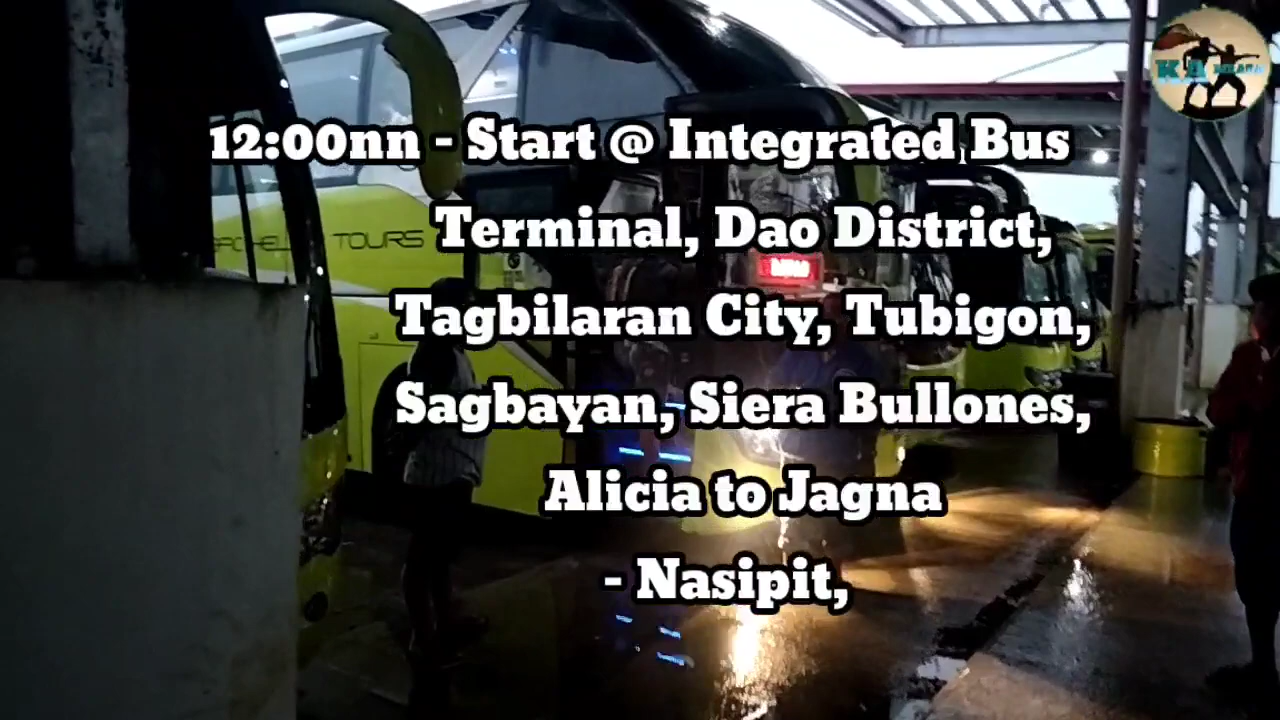 12:00nn - Start @ Integrated Bus
Terminal, Dao District,
Tagbilaran City, Tubigon,
Sagbayan, Siera Bullones,
Alicia to Jagna
- Nasipit,
TOURS
KA